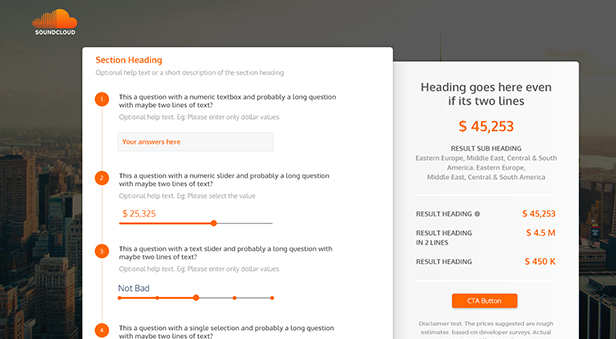 SOUNDCLOUD
Section Heading
Optional help text or a short description of the section heading
1
This a question with a numeric textbox and probably a long question
with maybe two lines of text?
Optional help text. Eg: Please enter only dollar values
Your answers here
2
This a question with a numeric slider and probably a long question
with maybe two lines of text?
Optional help text. Eg: Please select the value
$ 25,325
3
This a question with a text slider and probably a long question with
maybe two lines of text?
Optional help text. Eg: Please enter only dollar values
Not Bad
4
This a question with a single selection and probably a long question
with maybe two lines of text?
Heading goes here even
if its two lines
$ 45,253
RESULT SUB HEADING
Eastern Europe, Middle East, Central & South
America. Eastern Europe,
Middle East, Central & South America
RESULT HEADING
$ 45,253
RESULT HEADING
IN 2 LINES
$ 4.5 M
RESULT HEADING
$ 450 K
CTA Button
Disclaimer text. The prices suggested are rough
estimates based on developer surveys. Actual